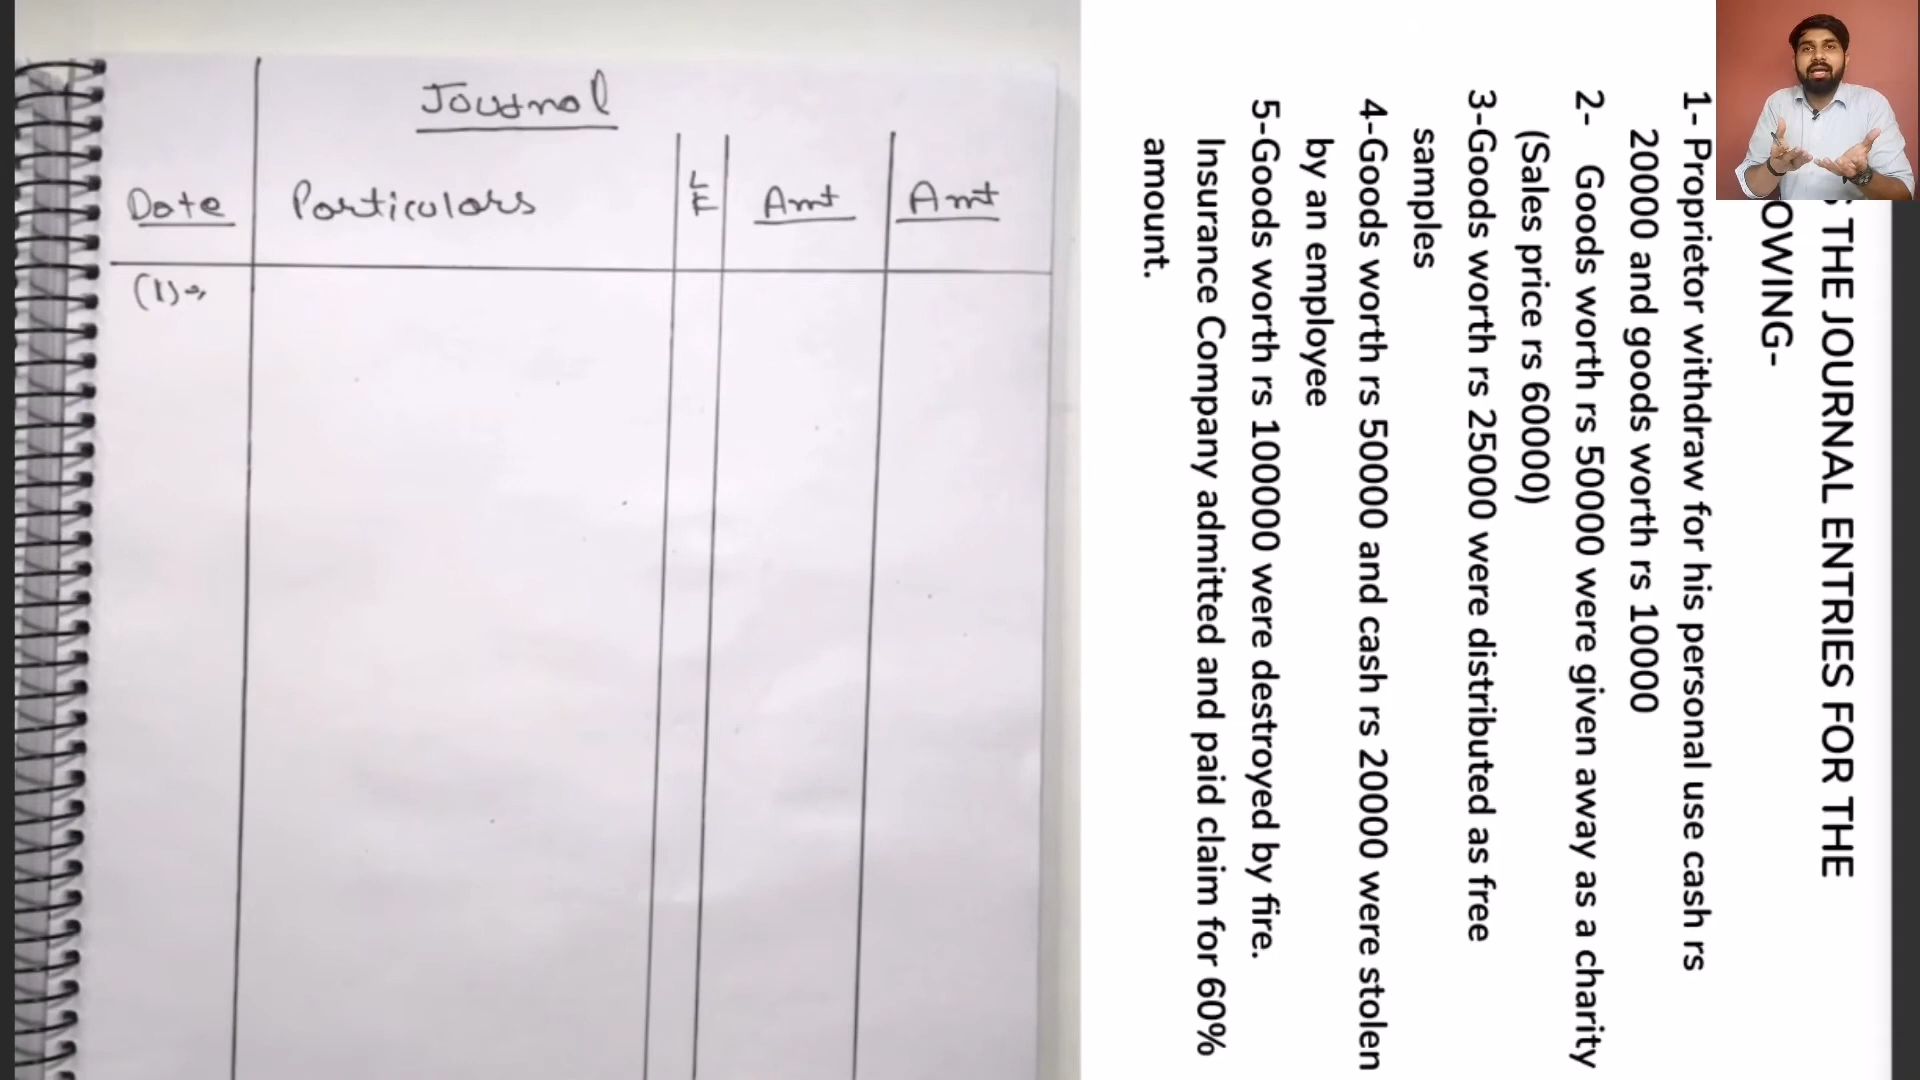 Journal
Date Particulars LF Amt Amt
(1)→
THE JOURNAL ENTRIES FOR THE
OWING-
1- Proprietor withdraw for his personal use cash rs
20000 and goods worth rs 10000
2- Goods worth rs 50000 were given away as a charity
(Sales price rs 60000)
3-Goods worth rs 25000 were distributed as free
samples
4-Goods worth rs 50000 and cash rs 20000 were stolen
by an employee
5-Goods worth rs 100000 were destroyed by fire.
Insurance Company admitted and paid claim for 60%
amount.